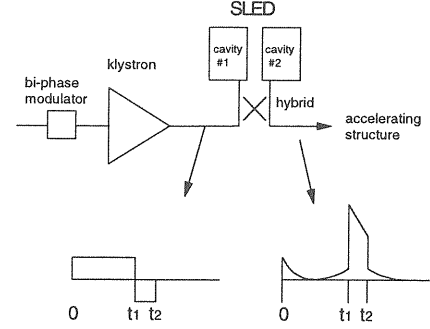 SLED
cavity
#1
cavity
#2
klystron
bi-phase
modulator
hybrid
accelerating
structure
0
t1
t2
0
t1
t2